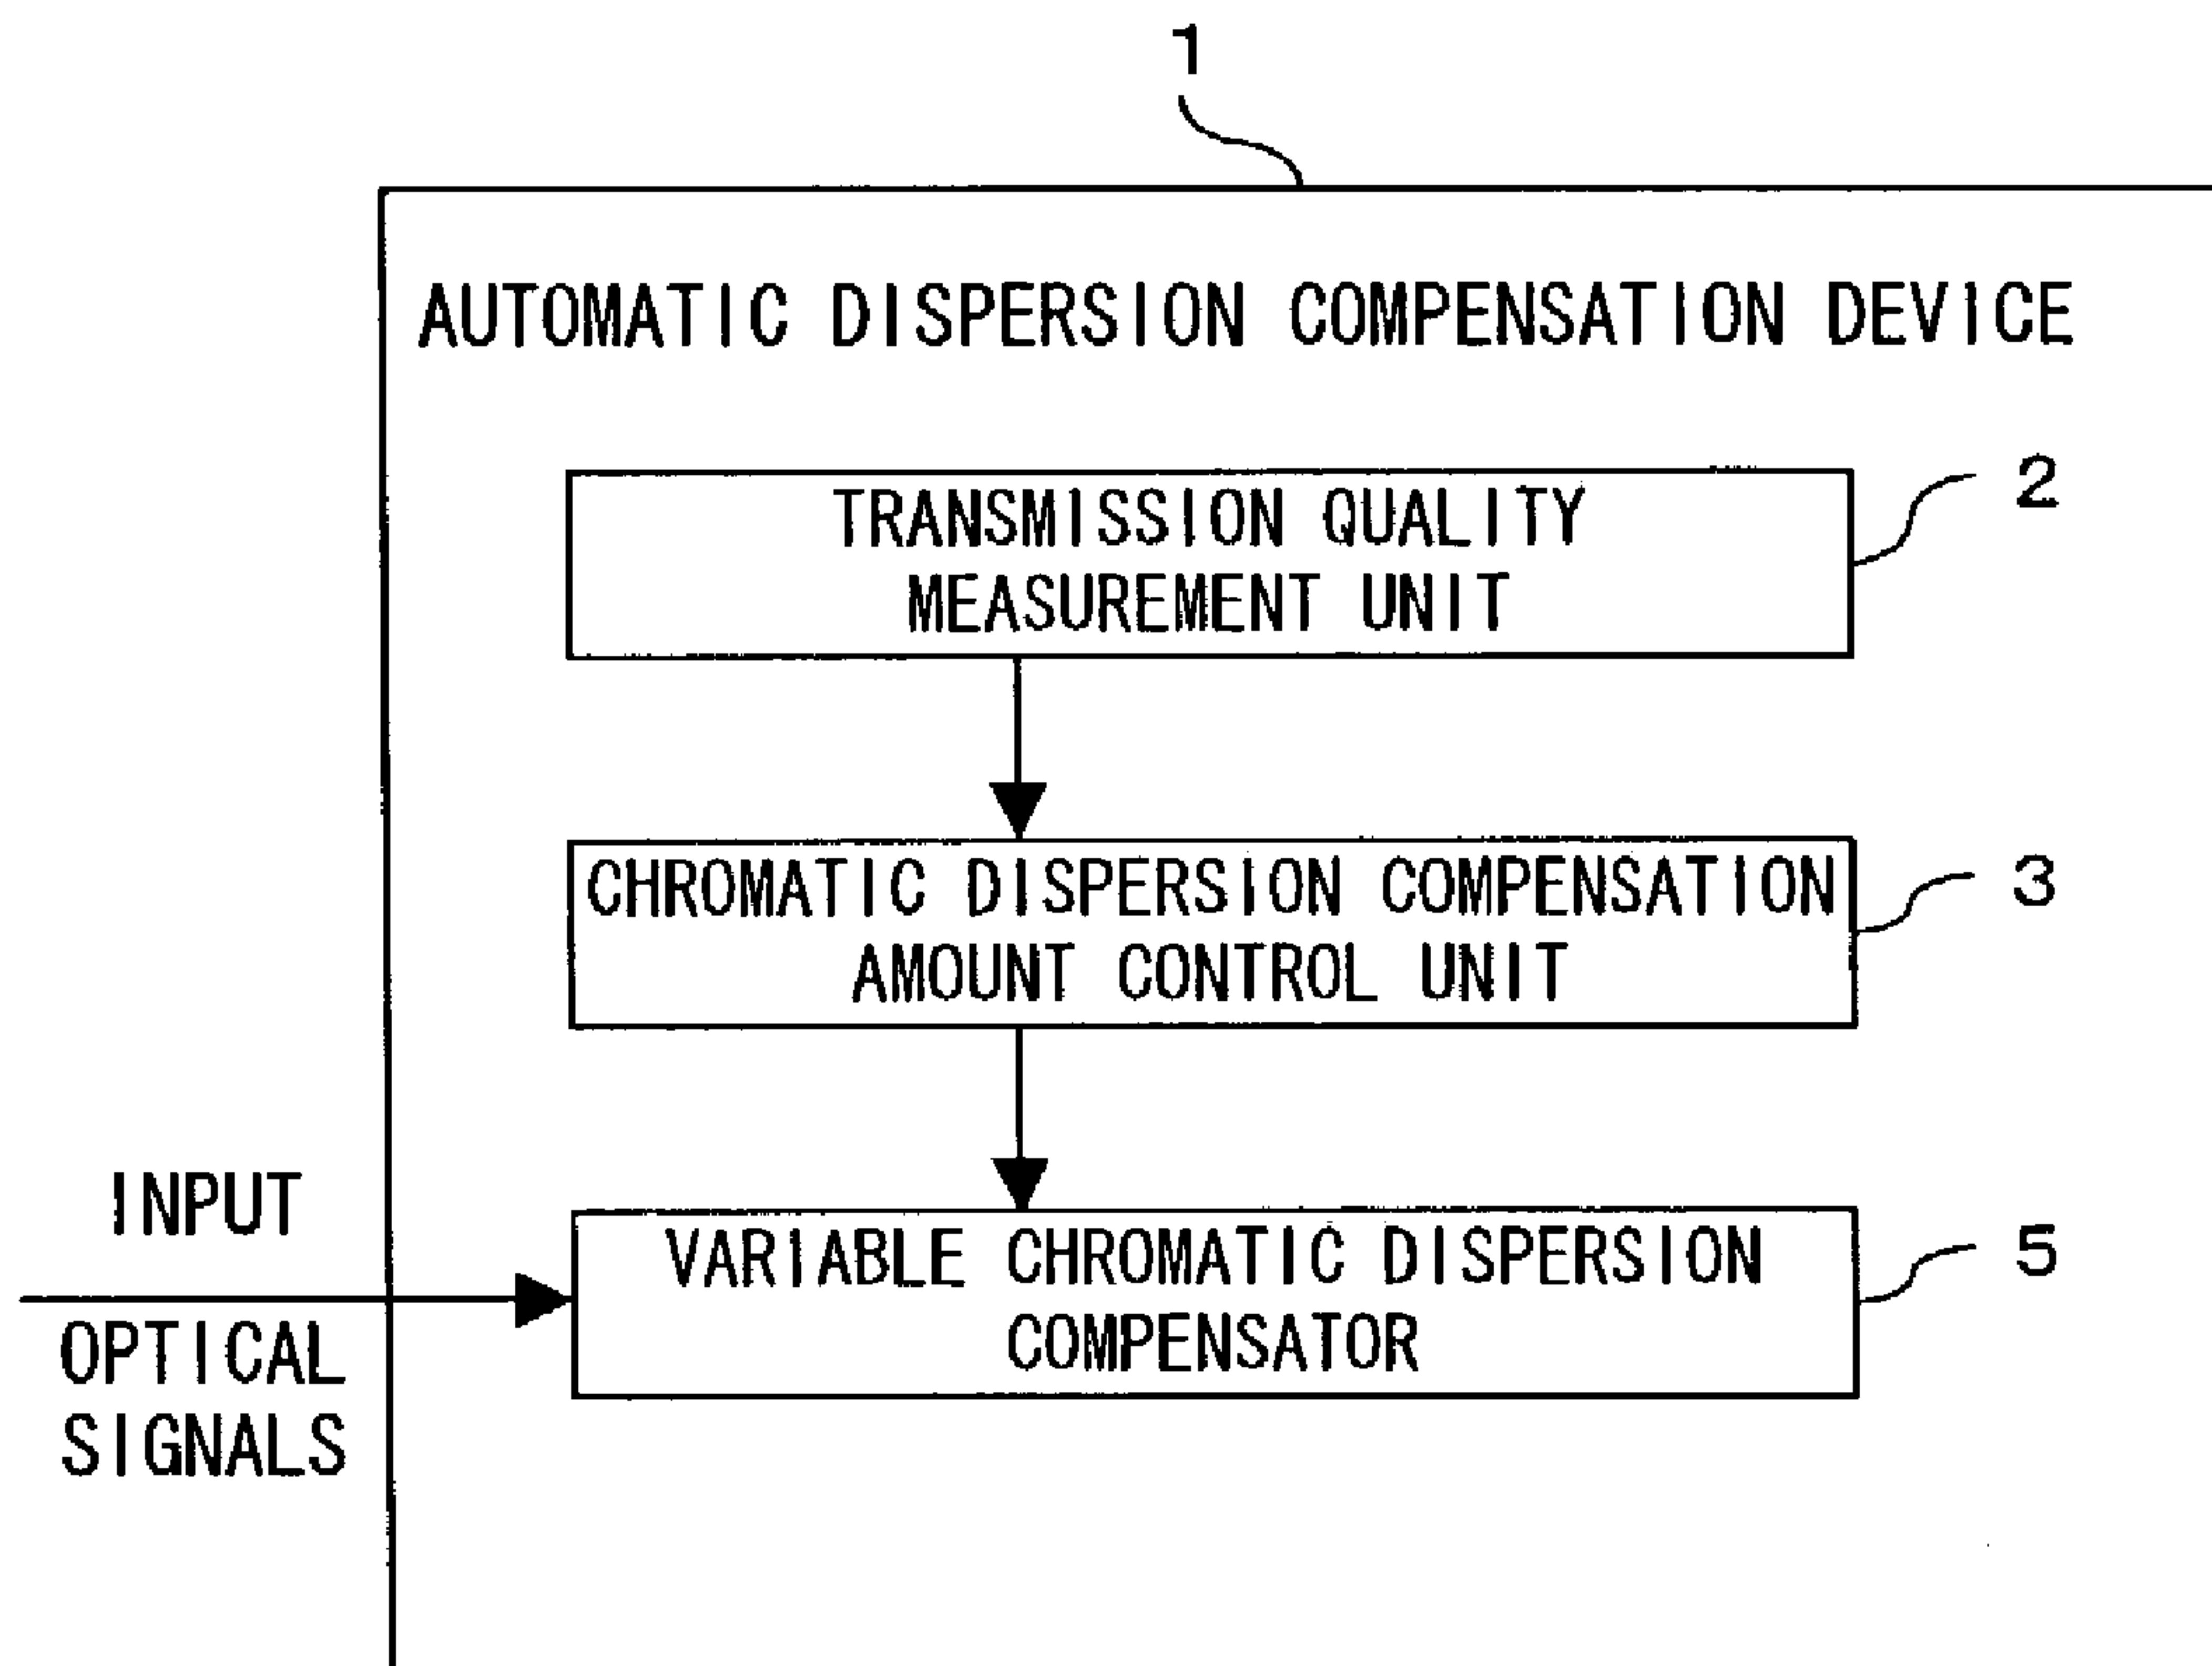 1
AUTOMATIC DISPERSION COMPENSATION DEVICE
TRANSMISSION QUALITY
MEASUREMENT UNIT
2
CHROMATIC DISPERSION COMPENSATION
AMOUNT CONTROL UNIT
3
INPUT
OPTICAL
SIGNALS
VARIABLE CHROMATIC DISPERSION
COMPENSATOR
5